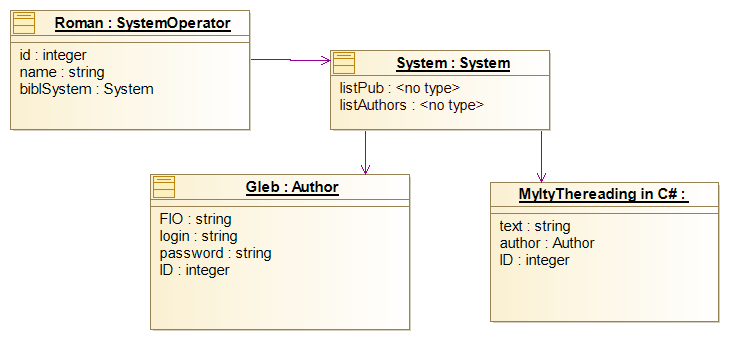 Roman : SystemOperator
id : integer
name : string
biblSystem : System
System : System
listPub : <no type>
listAuthors : <no type>
Gleb : Author
FIO : string
login : string
password : string
ID : integer
MyltyThereading in C# :
text : string
author : Author
ID : integer